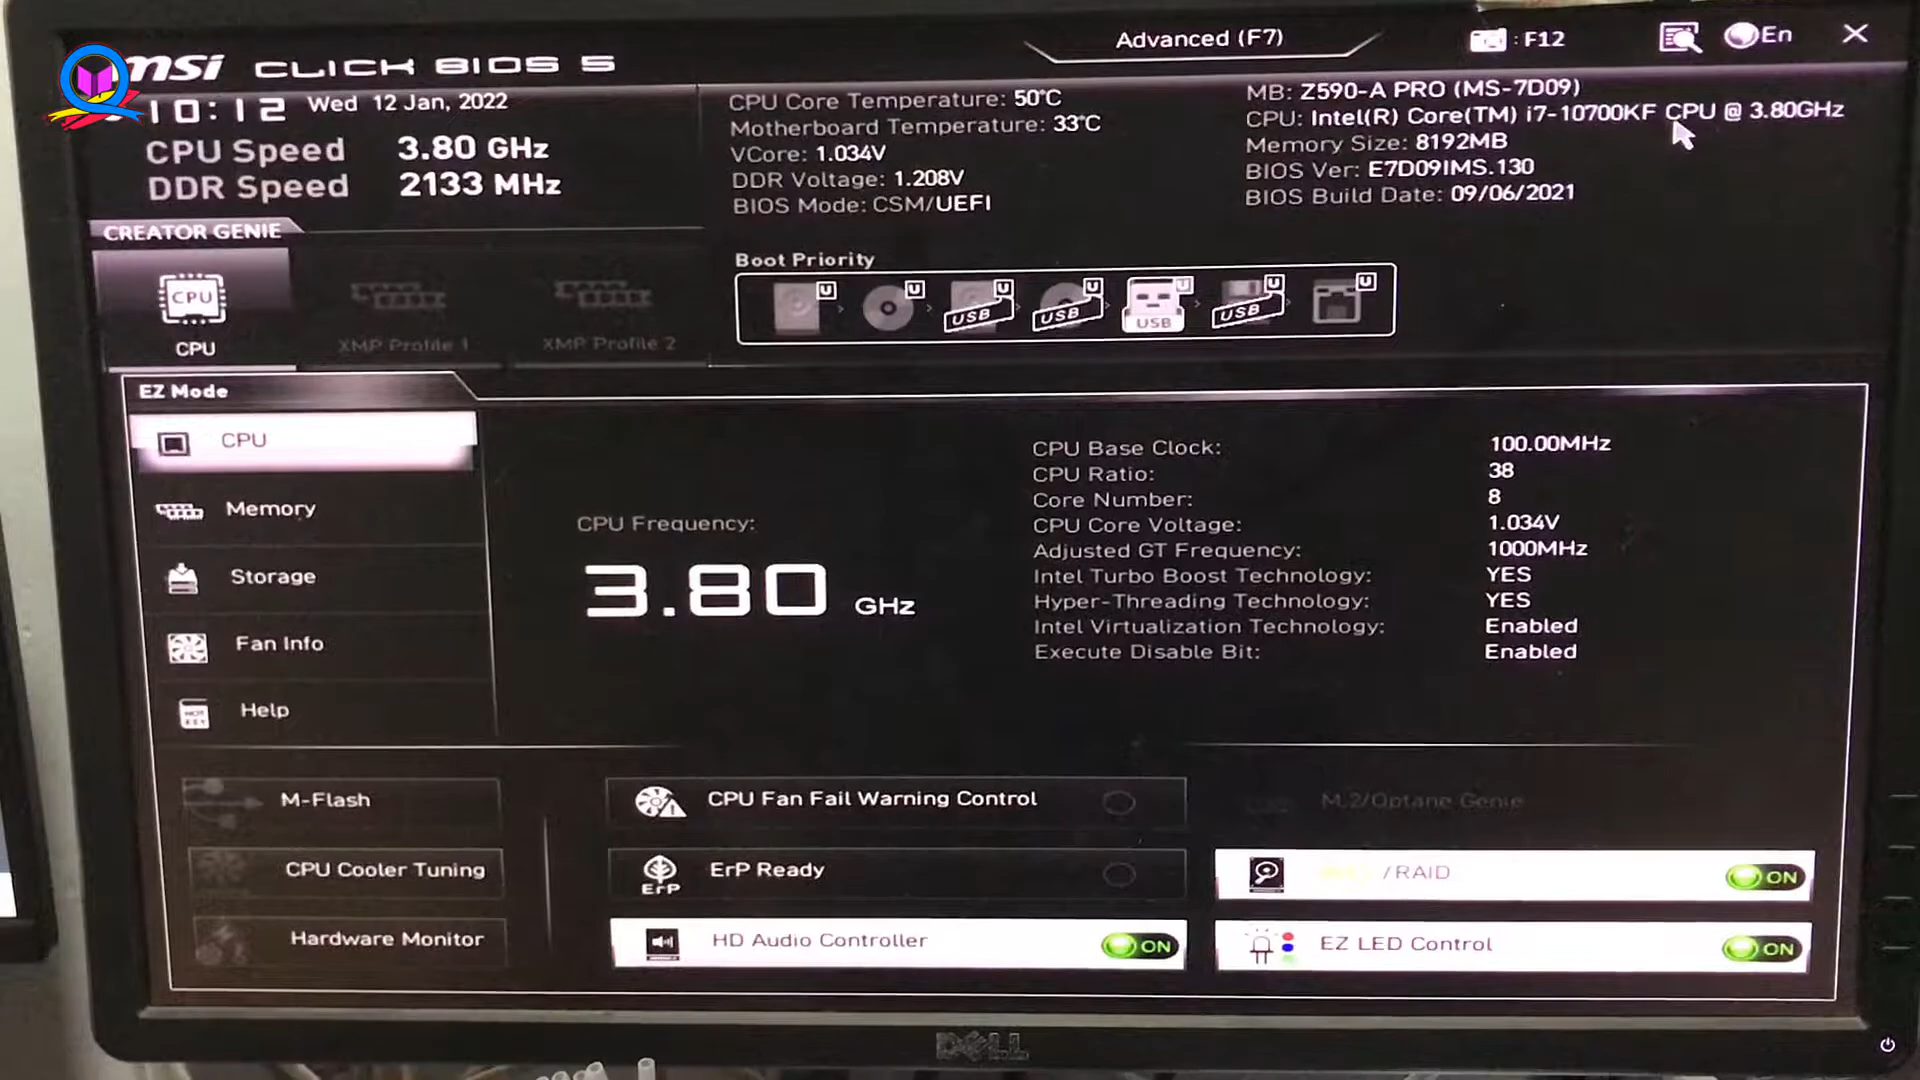 msi CLICK BIOS 5
Advanced (F7)
: F12
En
10:12 Wed 12 Jan, 2022
CPU Speed 3.80 GHz
DDR Speed 2133 MHz
CPU Core Temperature: 50°C
Motherboard Temperature: 33°C
VCore: 1.034V
DDR Voltage: 1.208V
BIOS Mode: CSM/UEFI
MB: Z590-A PRO (MS-7D09)
CPU: Intel(R) Core(TM) i7-10700KF CPU @ 3.80GHz
Memory Size: 8192MB
BIOS Ver: E7D09IMS.130
BIOS Build Date: 09/06/2021
CREATOR GENIE
CPU
CPU
XMP Profile 1
XMP Profile 2
Boot Priority
U U U U U U U
USB USB USB USB
EZ Mode
CPU
Memory
Storage
Fan Info
HOT KEY
Help
CPU Frequency:
3.80 GHz
CPU Base Clock: 100.00MHz
CPU Ratio: 38
Core Number: 8
CPU Core Voltage: 1.034V
Adjusted GT Frequency: 1000MHz
Intel Turbo Boost Technology: YES
Hyper-Threading Technology: YES
Intel Virtualization Technology: Enabled
Execute Disable Bit: Enabled
M-Flash
CPU Cooler Tuning
Hardware Monitor
CPU Fan Fail Warning Control
ErP
ErP Ready
HD Audio Controller ON
M.2/Optane Genie
/RAID ON
EZ LED Control ON
DELL